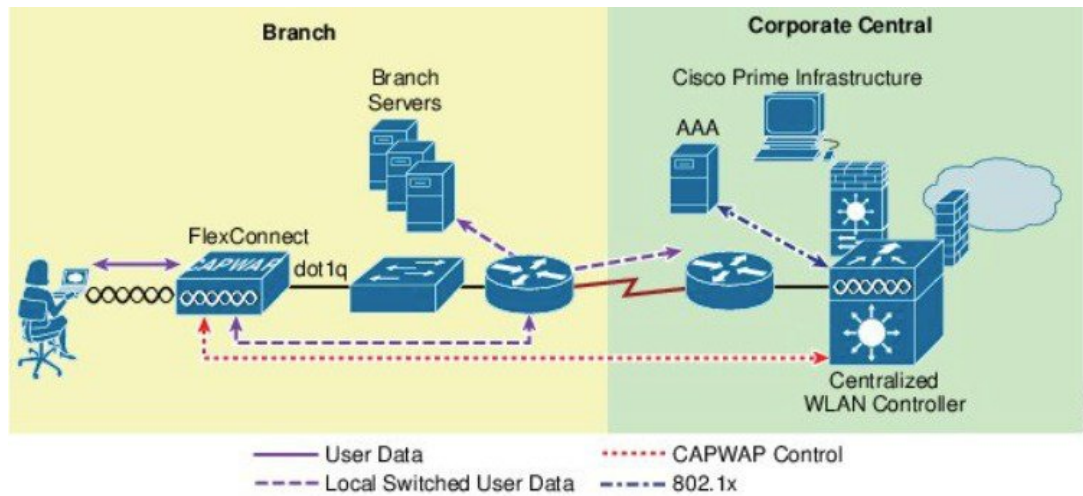 Branch
Corporate Central
Branch
Servers
Cisco Prime Infrastructure
AAA
FlexConnect
CAPWAP
dot1q
Centralized
WLAN Controller
User Data
CAPWAP Control
Local Switched User Data
802.1x